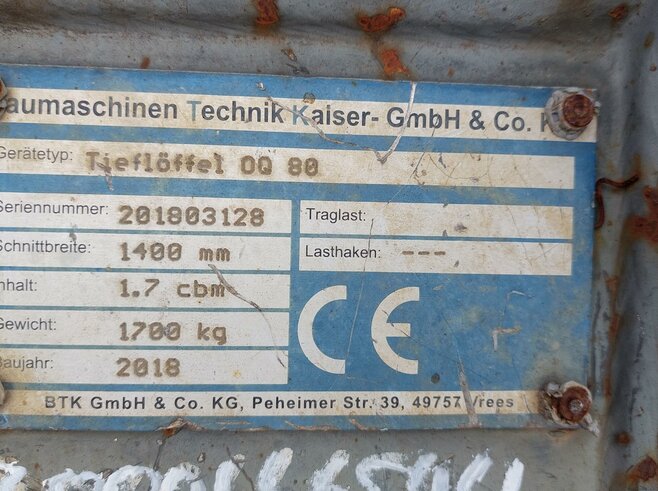 aumaschinen Technik Kaiser- GmbH & Co. K
Gerätetyp: Tieflöffel OQ 80
Seriennummer: 201803128
Traglast:
Schnittbreite: 1400 mm
Lasthaken: ---
nhalt: 1.7 cbm
Gewicht: 1700 kg
Baujahr: 2018
CE
BTK GmbH & Co. KG, Peheimer Str. 39, 49757 Vrees